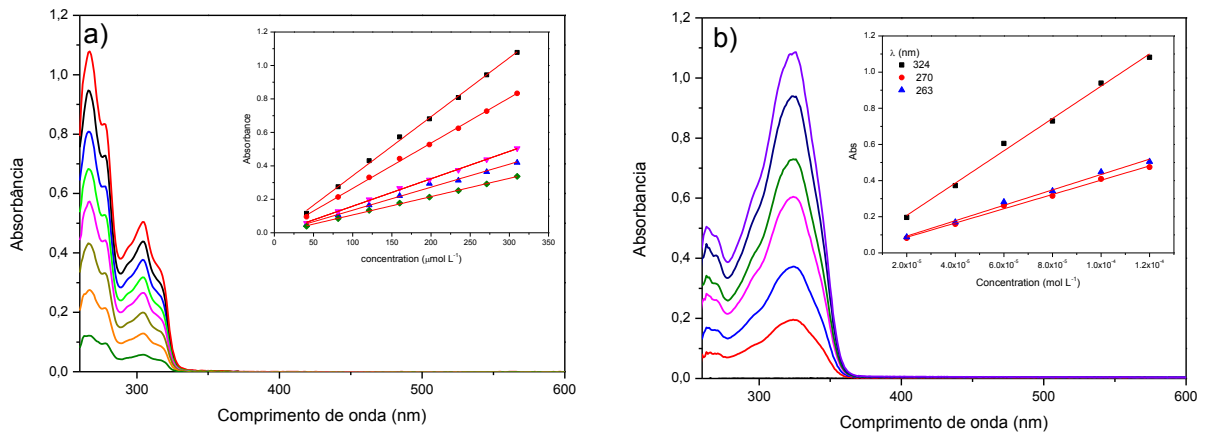 a)
Absorbância
1,2
1,0
0,8
0,6
0,4
0,2
0,0
300
400
500
600
Comprimento de onda (nm)
Absorbance
1.2
1.0
0.8
0.6
0.4
0.2
0.0
0
50
100
150
200
250
300
350
concentration (μmol L⁻¹)
b)
Absorbância
1,2
1,0
0,8
0,6
0,4
0,2
0,0
300
400
500
600
Comprimento de onda (nm)
Abs
1.2
1.0
0.8
0.6
0.4
0.2
0.0
λ (nm)
324
270
263
2.0x10⁻⁵
4.0x10⁻⁵
6.0x10⁻⁵
8.0x10⁻⁵
1.0x10⁻⁴
1.2x10⁻⁴
Concentration (mol L⁻¹)